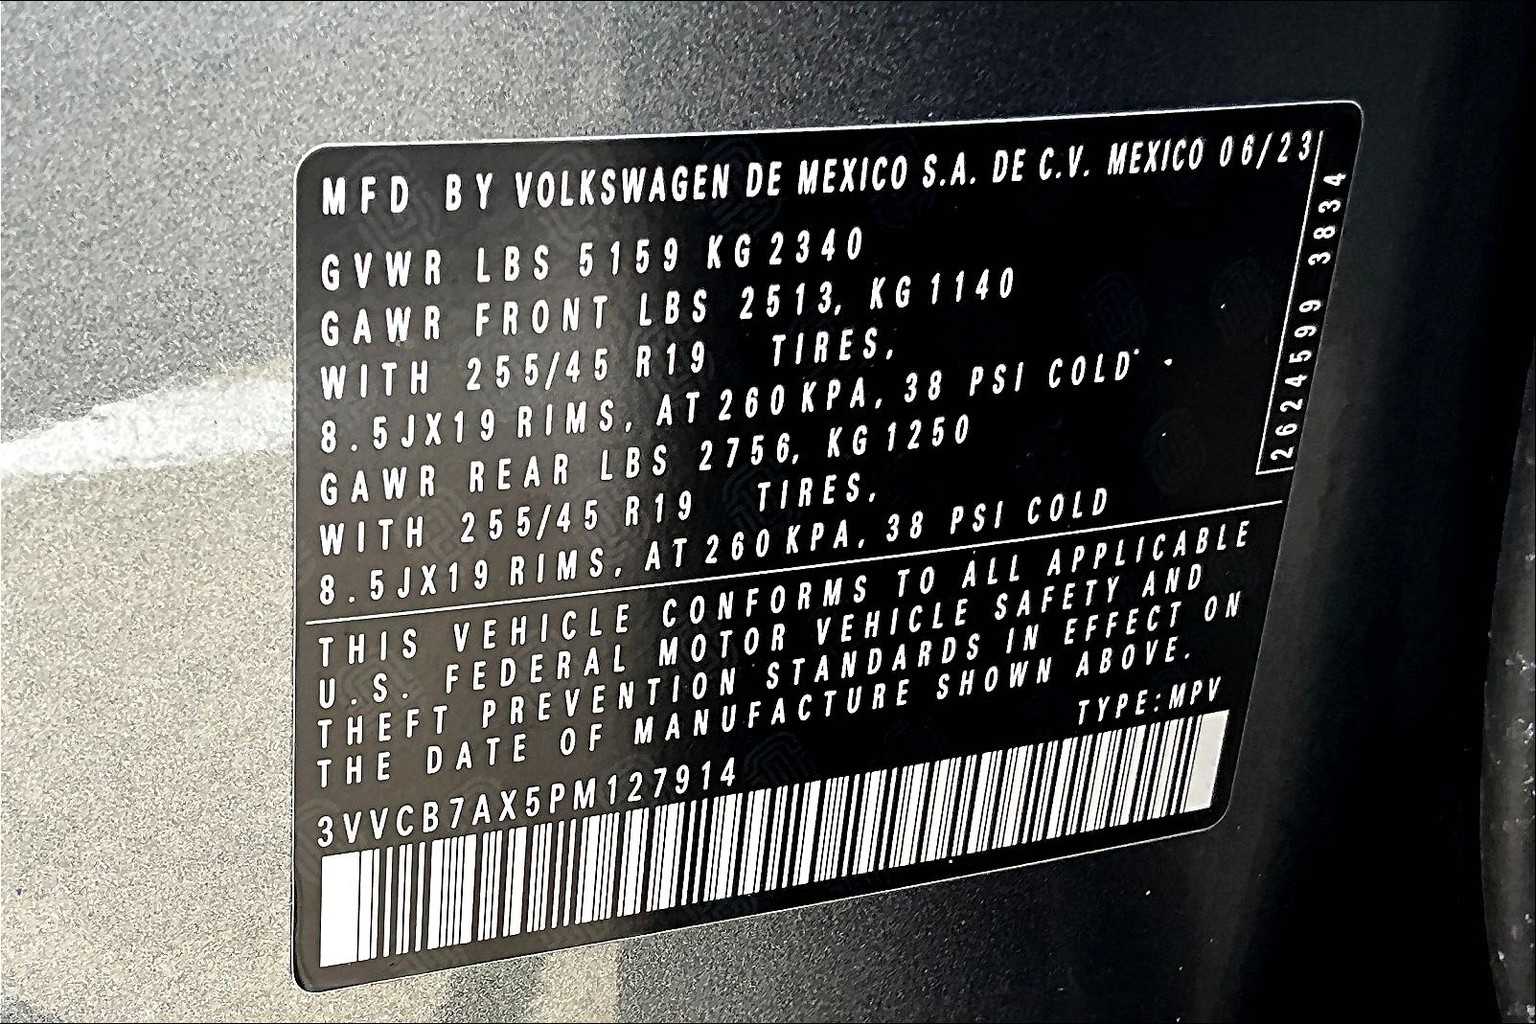 MFD BY VOLKSWAGEN DE MEXICO S.A. DE C.V. MEXICO 06/23
GVWR LBS 5159 KG 2340
GAWR FRONT LBS 2513, KG 1140
WITH 255/45 R19 TIRES,
8.5JX19 RIMS, AT 260 KPA, 38 PSI COLD
GAWR REAR LBS 2756, KG 1250
WITH 255/45 R19 TIRES,
8.5JX19 RIMS, AT 260 KPA, 38 PSI COLD
2624599 3834
THIS VEHICLE CONFORMS TO ALL APPLICABLE
U.S. FEDERAL MOTOR VEHICLE SAFETY AND
THEFT PREVENTION STANDARDS IN EFFECT ON
THE DATE OF MANUFACTURE SHOWN ABOVE.
TYPE:MPV
3VVCB7AX5PM127914